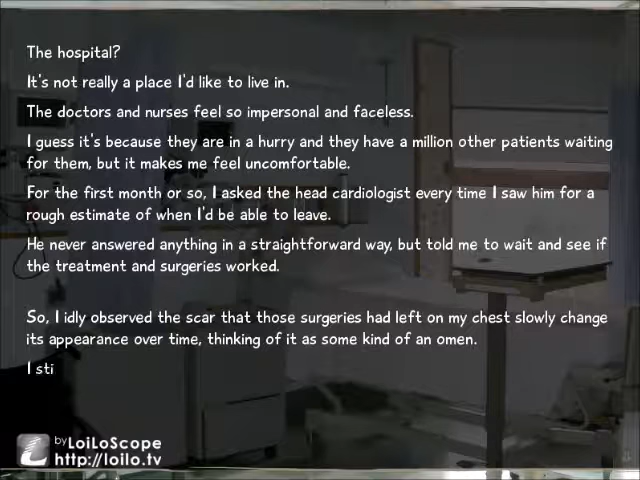 The hospital?
It's not really a place I'd like to live in.
The doctors and nurses feel so impersonal and faceless.
I guess it's because they are in a hurry and they have a million other patients waiting
for them, but it makes me feel uncomfortable.
For the first month or so, I asked the head cardiologist every time I saw him for a
rough estimate of when I'd be able to leave.
He never answered anything in a straightforward way, but told me to wait and see if
the treatment and surgeries worked.
So, I idly observed the scar that those surgeries had left on my chest slowly change
its appearance over time, thinking of it as some kind of an omen.
I sti
by LoiLoScope
http://loilo.tv